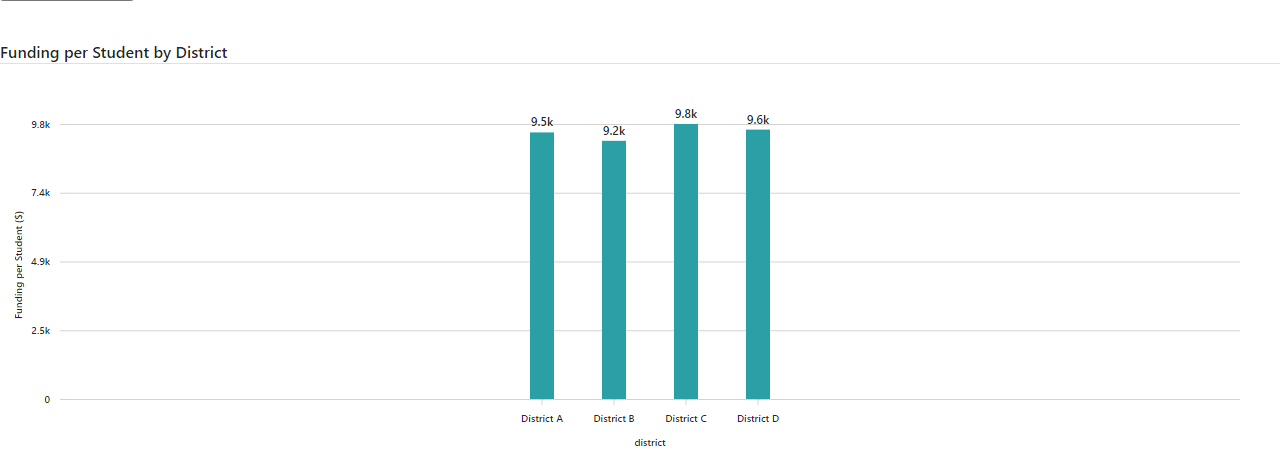 Funding per Student by District
Funding per Student ($)
9.8k
7.4k
4.9k
2.5k
0
9.5k
9.2k
9.8k
9.6k
District A
District B
District C
District D
district